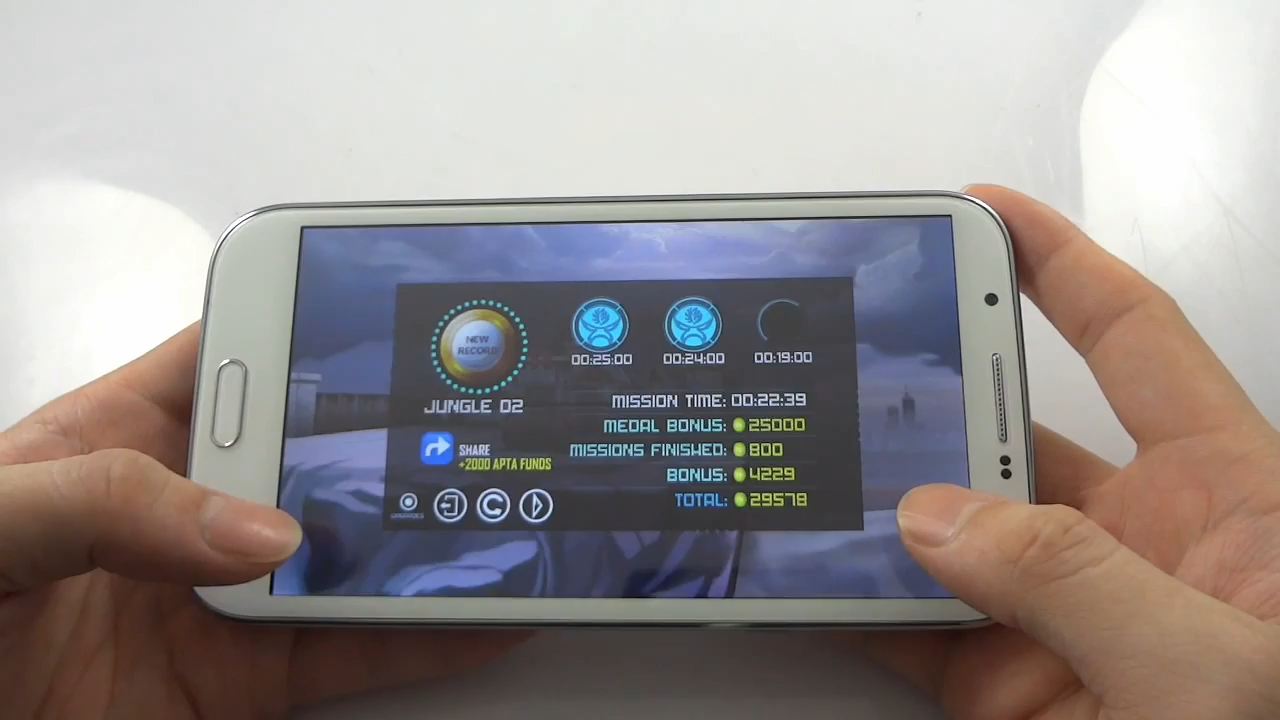 NEW
RECORD
JUNGLE 02
00:25:00
00:24:00
00:19:00
MISSION TIME: 00:22:39
MEDAL BONUS: 25000
MISSIONS FINISHED: 800
BONUS: 4229
TOTAL: 29578
SHARE
+2000 APTA FUNDS
UPGRADES